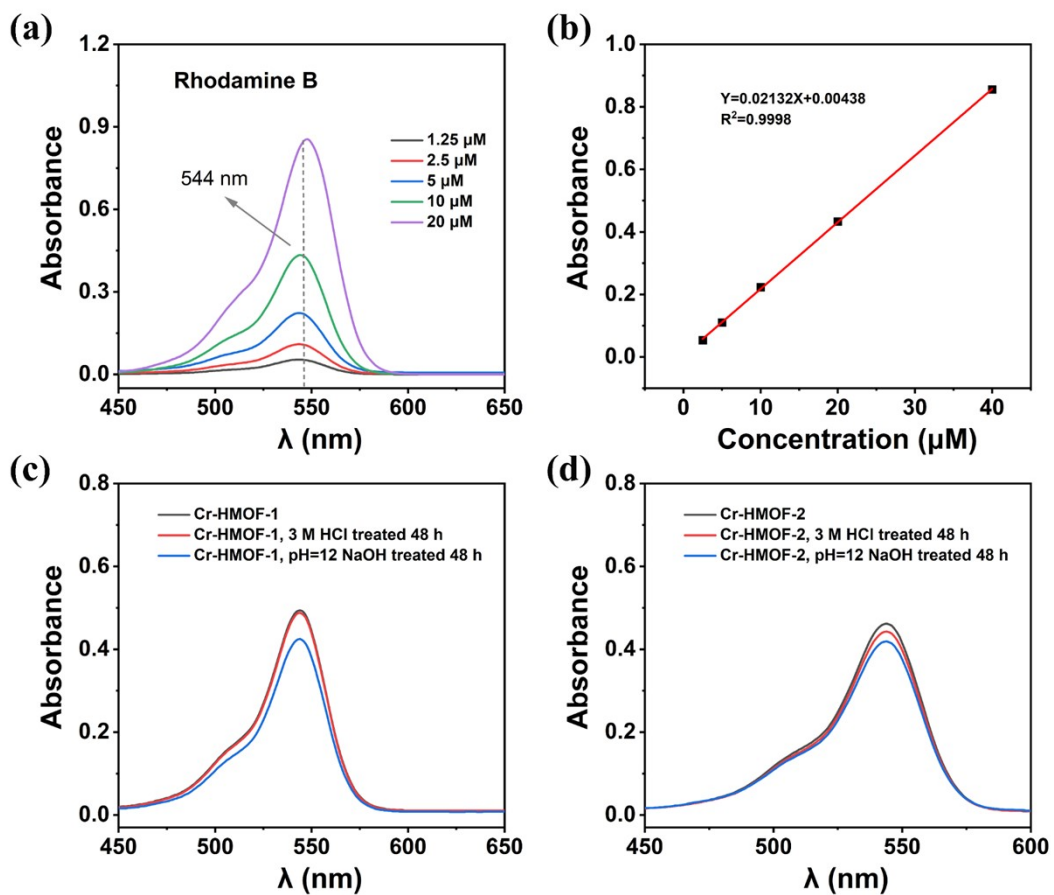 (a)
1.2
0.9
0.6
0.3
0.0
Absorbance
Rhodamine B
544 nm
1.25 μM
2.5 μM
5 μM
10 μM
20 μM
450 500 550 600 650
λ (nm)
(b)
1.0
0.8
0.6
0.4
0.2
0.0
Absorbance
Y=0.02132X+0.00438
R²=0.9998
0 10 20 30 40
Concentration (μM)
(c)
0.8
0.6
0.4
0.2
0.0
Absorbance
Cr-HMOF-1
Cr-HMOF-1, 3 M HCl treated 48 h
Cr-HMOF-1, pH=12 NaOH treated 48 h
450 500 550 600 650
λ (nm)
(d)
0.8
0.6
0.4
0.2
0.0
Absorbance
Cr-HMOF-2
Cr-HMOF-2, 3 M HCl treated 48 h
Cr-HMOF-2, pH=12 NaOH treated 48 h
450 500 550 600
λ (nm)